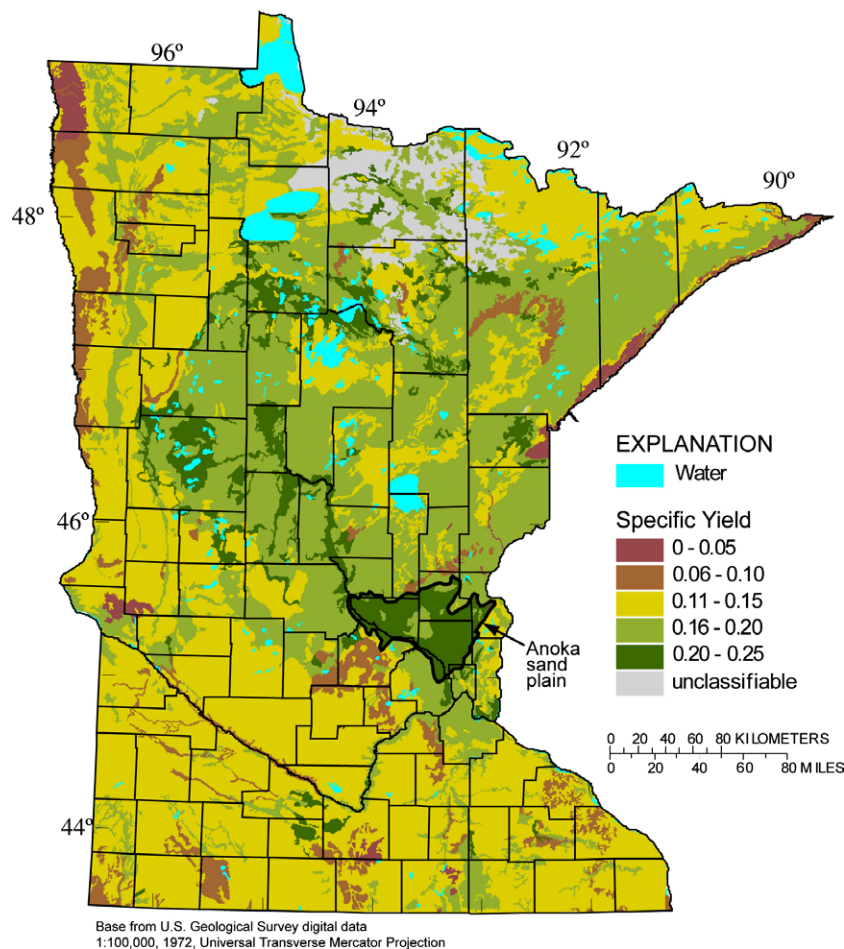 96º
94º
92º
90º
48º
46º
44º
EXPLANATION
Water
Specific Yield
0 - 0.05
0.06 - 0.10
0.11 - 0.15
0.16 - 0.20
0.20 - 0.25
unclassifiable
Anoka
sand
plain
0 20 40 60 80 KILOMETERS
0 20 40 60 80 MILES
Base from U.S. Geological Survey digital data
1:100,000, 1972, Universal Transverse Mercator Projection